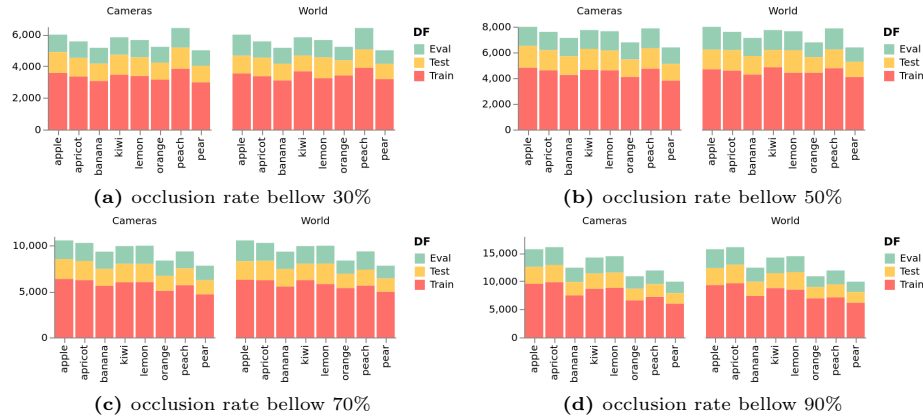 Cameras World
6,000
4,000
2,000
0
apple apricot banana kiwi lemon orange peach pear
apple apricot banana kiwi lemon orange peach pear
DF
Eval
Test
Train
(a) occlusion rate bellow 30%
Cameras World
8,000
6,000
4,000
2,000
0
apple apricot banana kiwi lemon orange peach pear
apple apricot banana kiwi lemon orange peach pear
DF
Eval
Test
Train
(b) occlusion rate bellow 50%
Cameras World
10,000
5,000
0
apple apricot banana kiwi lemon orange peach pear
apple apricot banana kiwi lemon orange peach pear
DF
Eval
Test
Train
(c) occlusion rate bellow 70%
Cameras World
15,000
10,000
5,000
0
apple apricot banana kiwi lemon orange peach pear
apple apricot banana kiwi lemon orange peach pear
DF
Eval
Test
Train
(d) occlusion rate bellow 90%